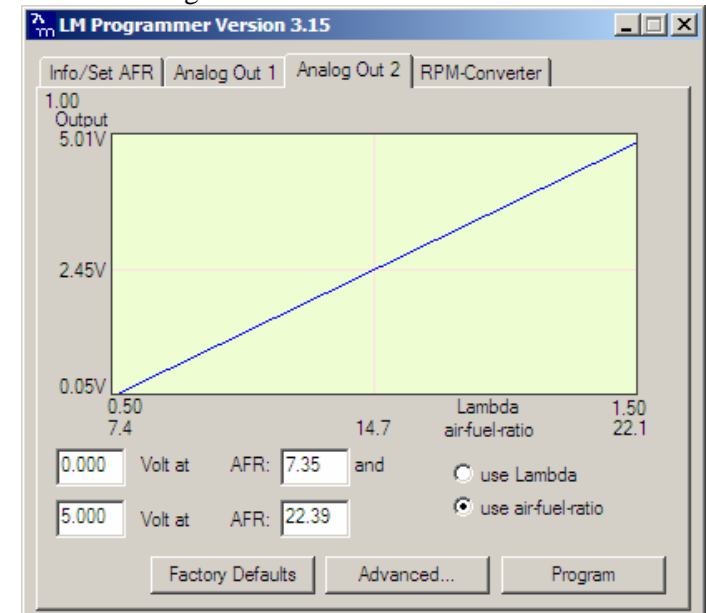 LM Programmer Version 3.15
Info/Set AFR Analog Out 1 Analog Out 2 RPM-Converter
1.00
Output
5.01V
2.45V
0.05V
0.50 Lambda 1.50
7.4 14.7 air-fuel-ratio 22.1
0.000 Volt at AFR: 7.35 and use Lambda
5.000 Volt at AFR: 22.39 use air-fuel-ratio
Factory Defaults Advanced... Program